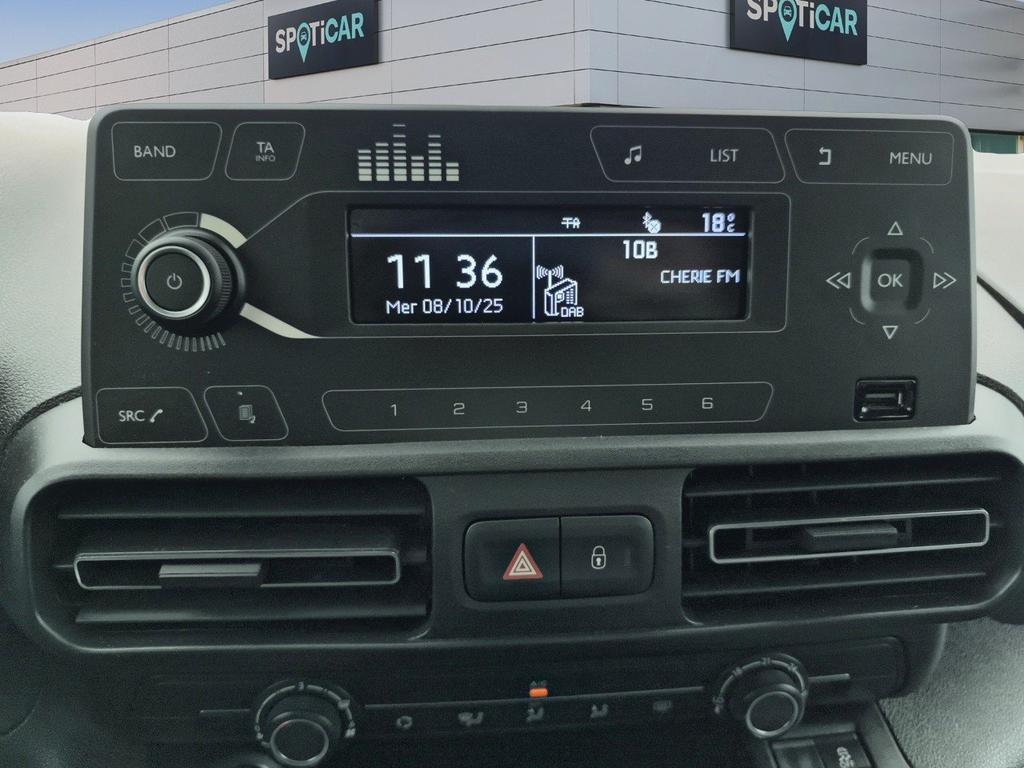 SPOTiCAR
SPOTiCAR
BAND
TA
INFO
LIST
MENU
TA
18°C
11 36
10B
CHERIE FM
Mer 08/10/25
DAB
OK
SRC
1 2 3 4 5 6
A/C